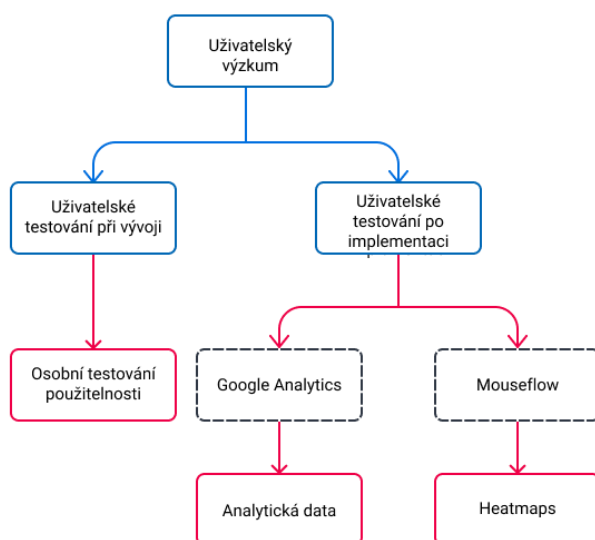 Uživatelský
výzkum
Uživatelské
testování při vývoji
Uživatelské
testování po
implementaci
Osobní testování
použitelnosti
Google Analytics
Mouseflow
Analytická data
Heatmaps